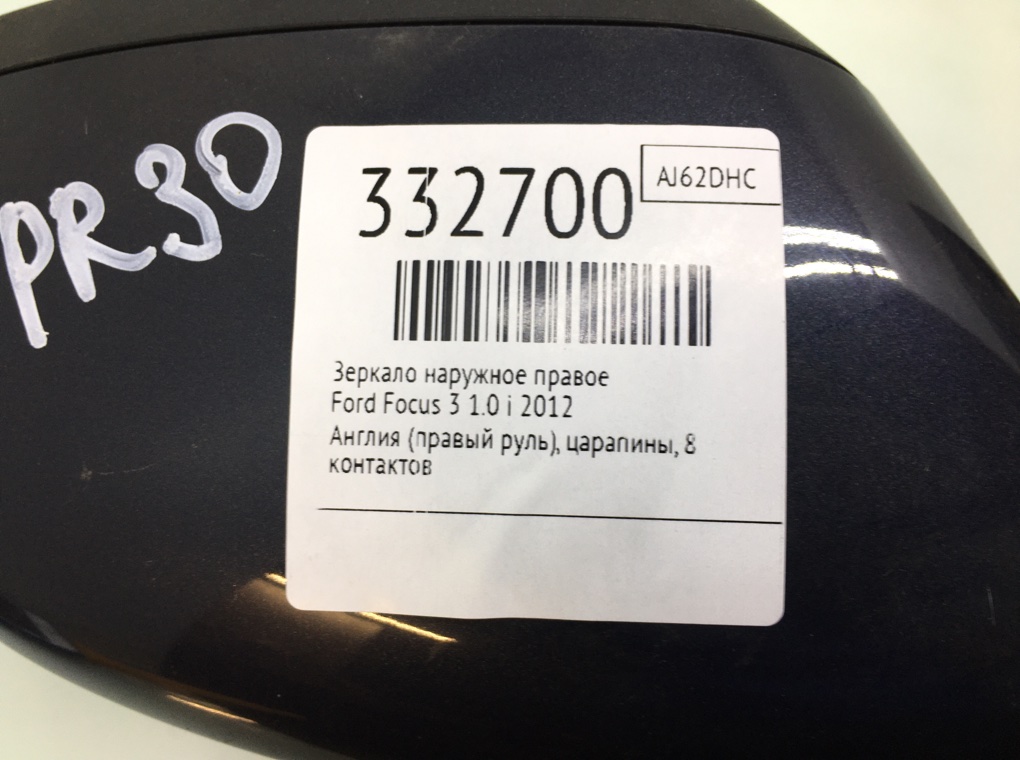 PR30
332700
AJ62DHC
Зеркало наружное правое
Ford Focus 3 1.0 i 2012
Англия (правый руль), царапины, 8
контактов